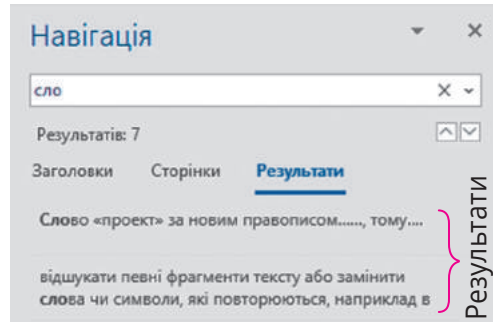 Навігація
сло
Результатів: 7
Заголовки Сторінки Результати
Слово «проект» за новим правописом......, тому....
відшукати певні фрагменти тексту або замінити
слова чи символи, які повторюються, наприклад в
Результати